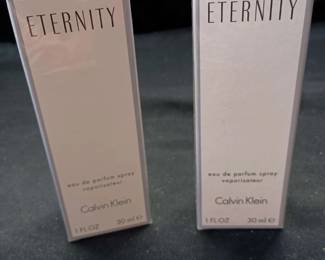 ETERNITY
eau de parfum spray
vaporisateur
Calvin Klein
1 FL OZ 30 ml e
ETERNITY
eau de parfum spray
vaporisateur
Calvin Klein
1 FL OZ 30 ml e